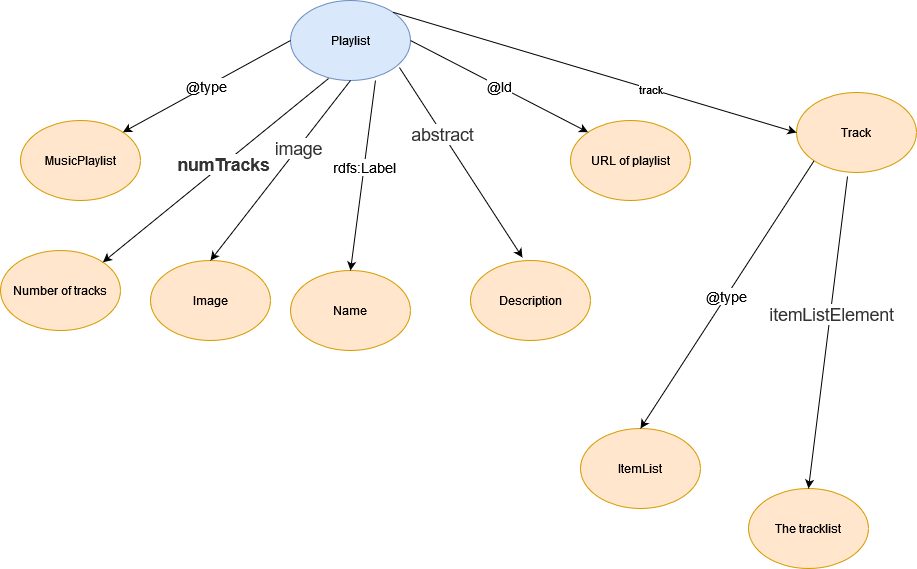 Playlist
@type
@Id
track
MusicPlaylist
numTracks
image
rdfs:Label
abstract
URL of playlist
Track
Number of tracks
Image
Name
Description
@type
itemListElement
ItemList
The tracklist